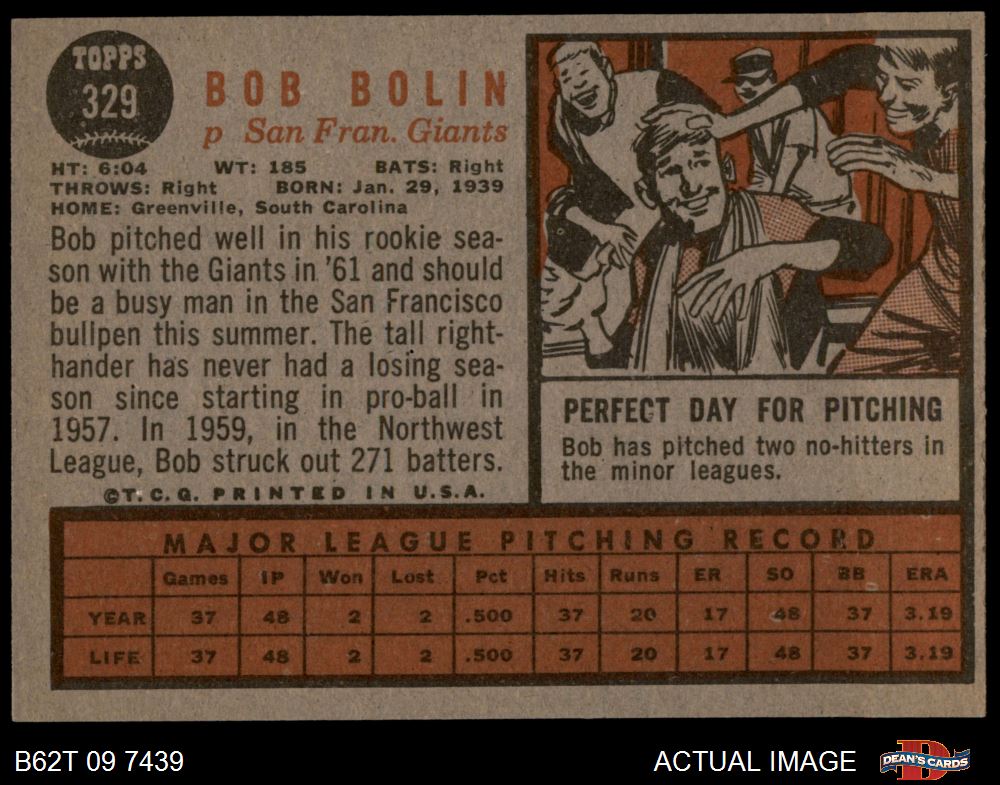 TOPPS
329
BOB BOLIN
p San Fran. Giants
HT: 6:04 WT: 185 BATS: Right
THROWS: Right BORN: Jan. 29, 1939
HOME: Greenville, South Carolina
Bob pitched well in his rookie sea-
son with the Giants in '61 and should
be a busy man in the San Francisco
bullpen this summer. The tall right-
hander has never had a losing sea-
son since starting in pro-ball in
1957. In 1959, in the Northwest
League, Bob struck out 271 batters.
©T.C.G. PRINTED IN U.S.A.
PERFECT DAY FOR PITCHING
Bob has pitched two no-hitters in
the minor leagues.
MAJOR LEAGUE PITCHING RECORD
Games IP Won Lost Pct Hits Runs ER SO BB ERA
YEAR 37 48 2 2 .500 37 20 17 48 37 3.19
LIFE 37 48 2 2 .500 37 20 17 48 37 3.19
B62T 09 7439 ACTUAL IMAGE D DEAN'S CARDS